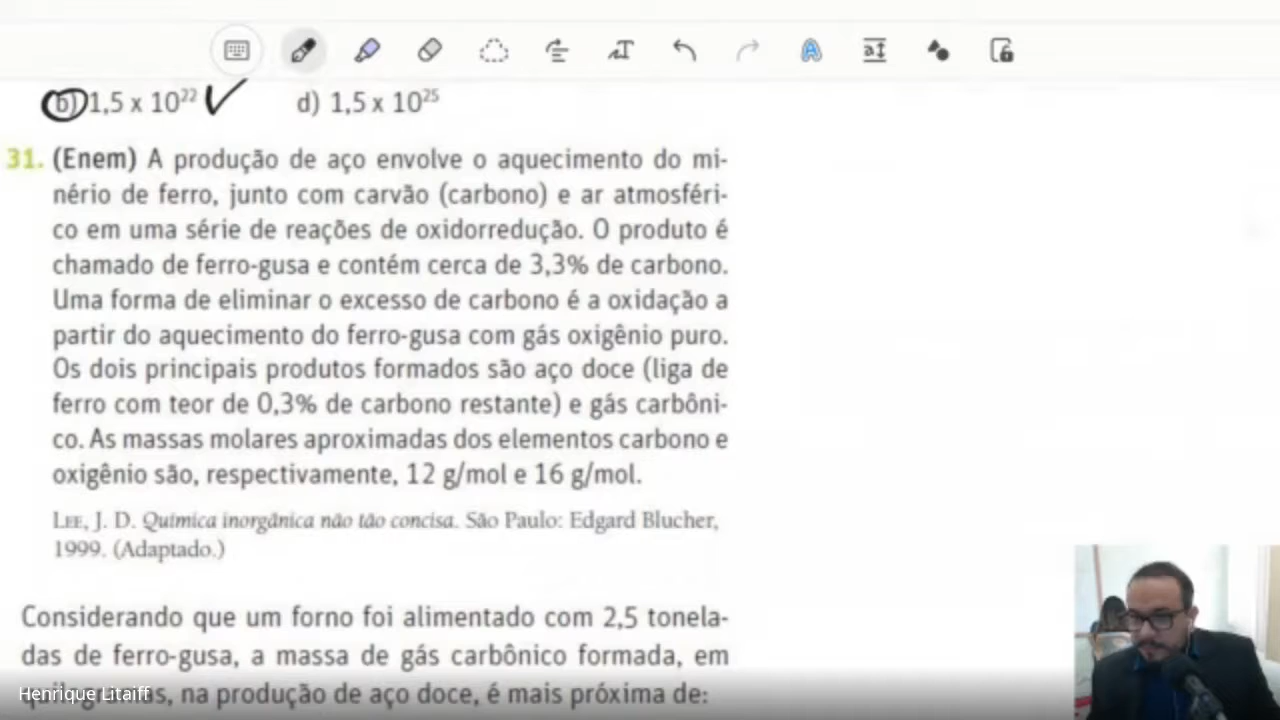 b) 1,5 x 10²² d) 1,5 x 10²⁵
31. (Enem) A produção de aço envolve o aquecimento do mi-
nério de ferro, junto com carvão (carbono) e ar atmosféri-
co em uma série de reações de oxidorredução. O produto é
chamado de ferro-gusa e contém cerca de 3,3% de carbono.
Uma forma de eliminar o excesso de carbono é a oxidação a
partir do aquecimento do ferro-gusa com gás oxigênio puro.
Os dois principais produtos formados são aço doce (liga de
ferro com teor de 0,3% de carbono restante) e gás carbôni-
co. As massas molares aproximadas dos elementos carbono e
oxigênio são, respectivamente, 12 g/mol e 16 g/mol.
LEE, J. D. Química inorgânica não tão concisa. São Paulo: Edgard Blucher,
1999. (Adaptado.)
Considerando que um forno foi alimentado com 2,5 tonela-
das de ferro-gusa, a massa de gás carbônico formada, em
na produção de aço doce, é mais próxima de:
Henrique Litaiff